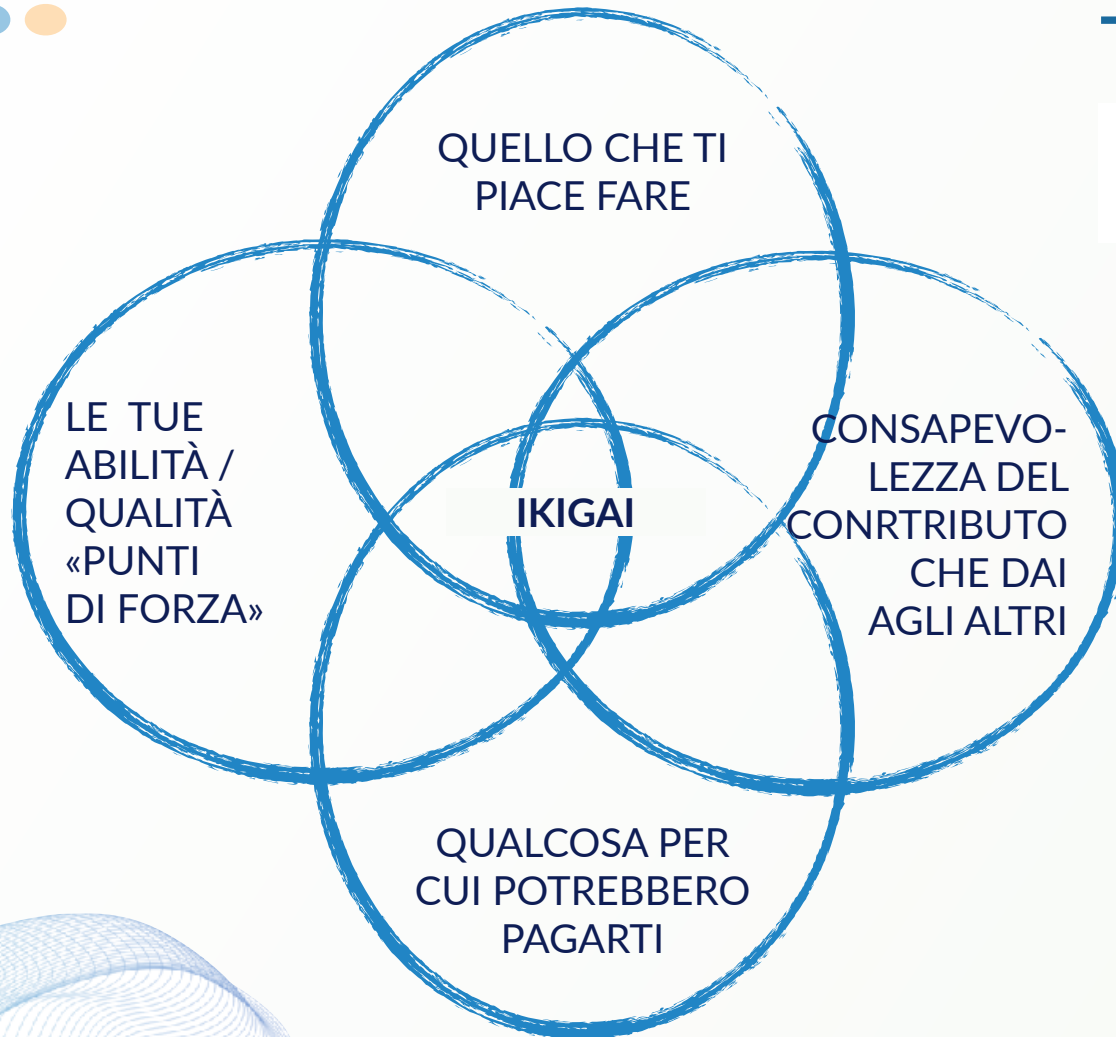 QUELLO CHE TI
PIACE FARE
LE TUE
ABILITÀ /
QUALITÀ
«PUNTI
DI FORZA»
IKIGAI
CONSAPEVO-
LEZZA DEL
CONRTRIBUTO
CHE DAI
AGLI ALTRI
QUALCOSA PER
CUI POTREBBERO
PAGARTI